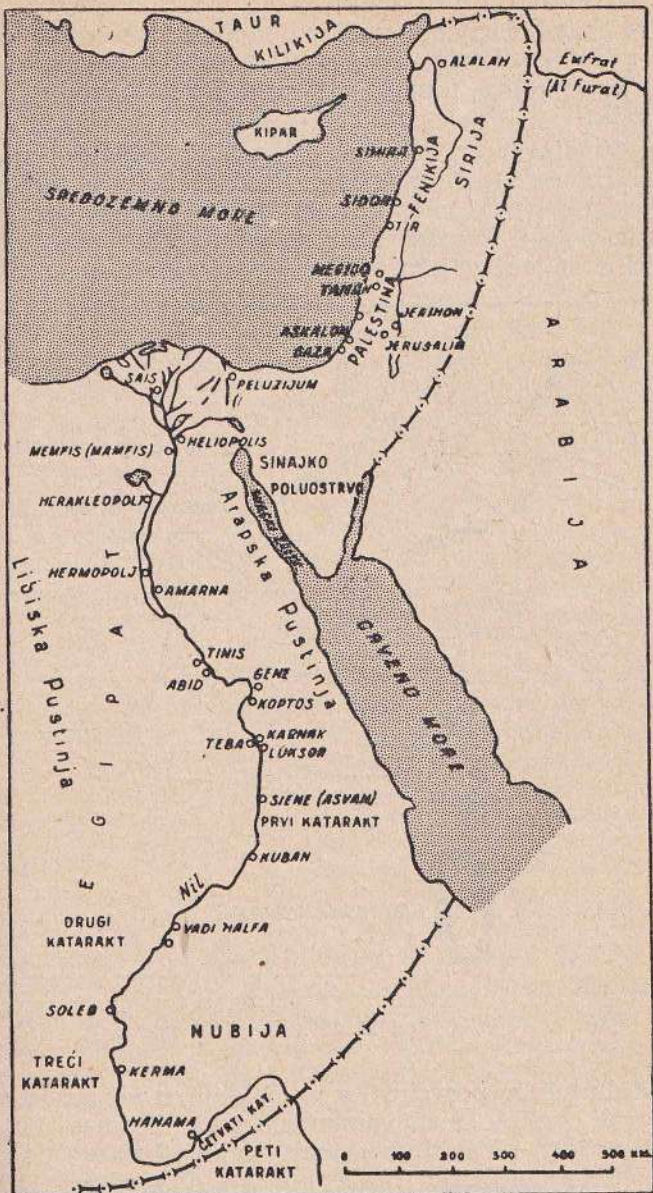 TAUR
KILIKIJA
Eufrat
(Al Furat)
ALALAH
KIPAR
SIMIRA
FENIKIJA
SIRIJA
SREDOZEMNO MORE
SIDON
TIR
MEGIDO
TAMAN
PALESTINA
JERIHON
ASKALON
JERUSALIM
GAZA
ARABIJA
SAIS
PELUZIJUM
HELIOPOLIS
MEMFIS (MAMFIS)
SINAJKO
POLUOSTRVO
HERAKLEOPOLJ
Arapska Pustinja
HERMOPOLJ
AMARNA
Libiska Pustinja
EGIPAT
CRVENO MORE
TINIS
ABID
GENE
KOPTOS
KARNAK
TEBA
LUKSOR
SIENE (ASVAM)
PRVI KATARAKT
KUBAN
Nil
DRUGI
KATARAKT
VADI HALFA
SOLEB
NUBIJA
TREĆI
KATARAKT
KERMA
HANAMA
ČETVRTI KAT.
PETI
KATARAKT
0 100 200 300 400 500 km.